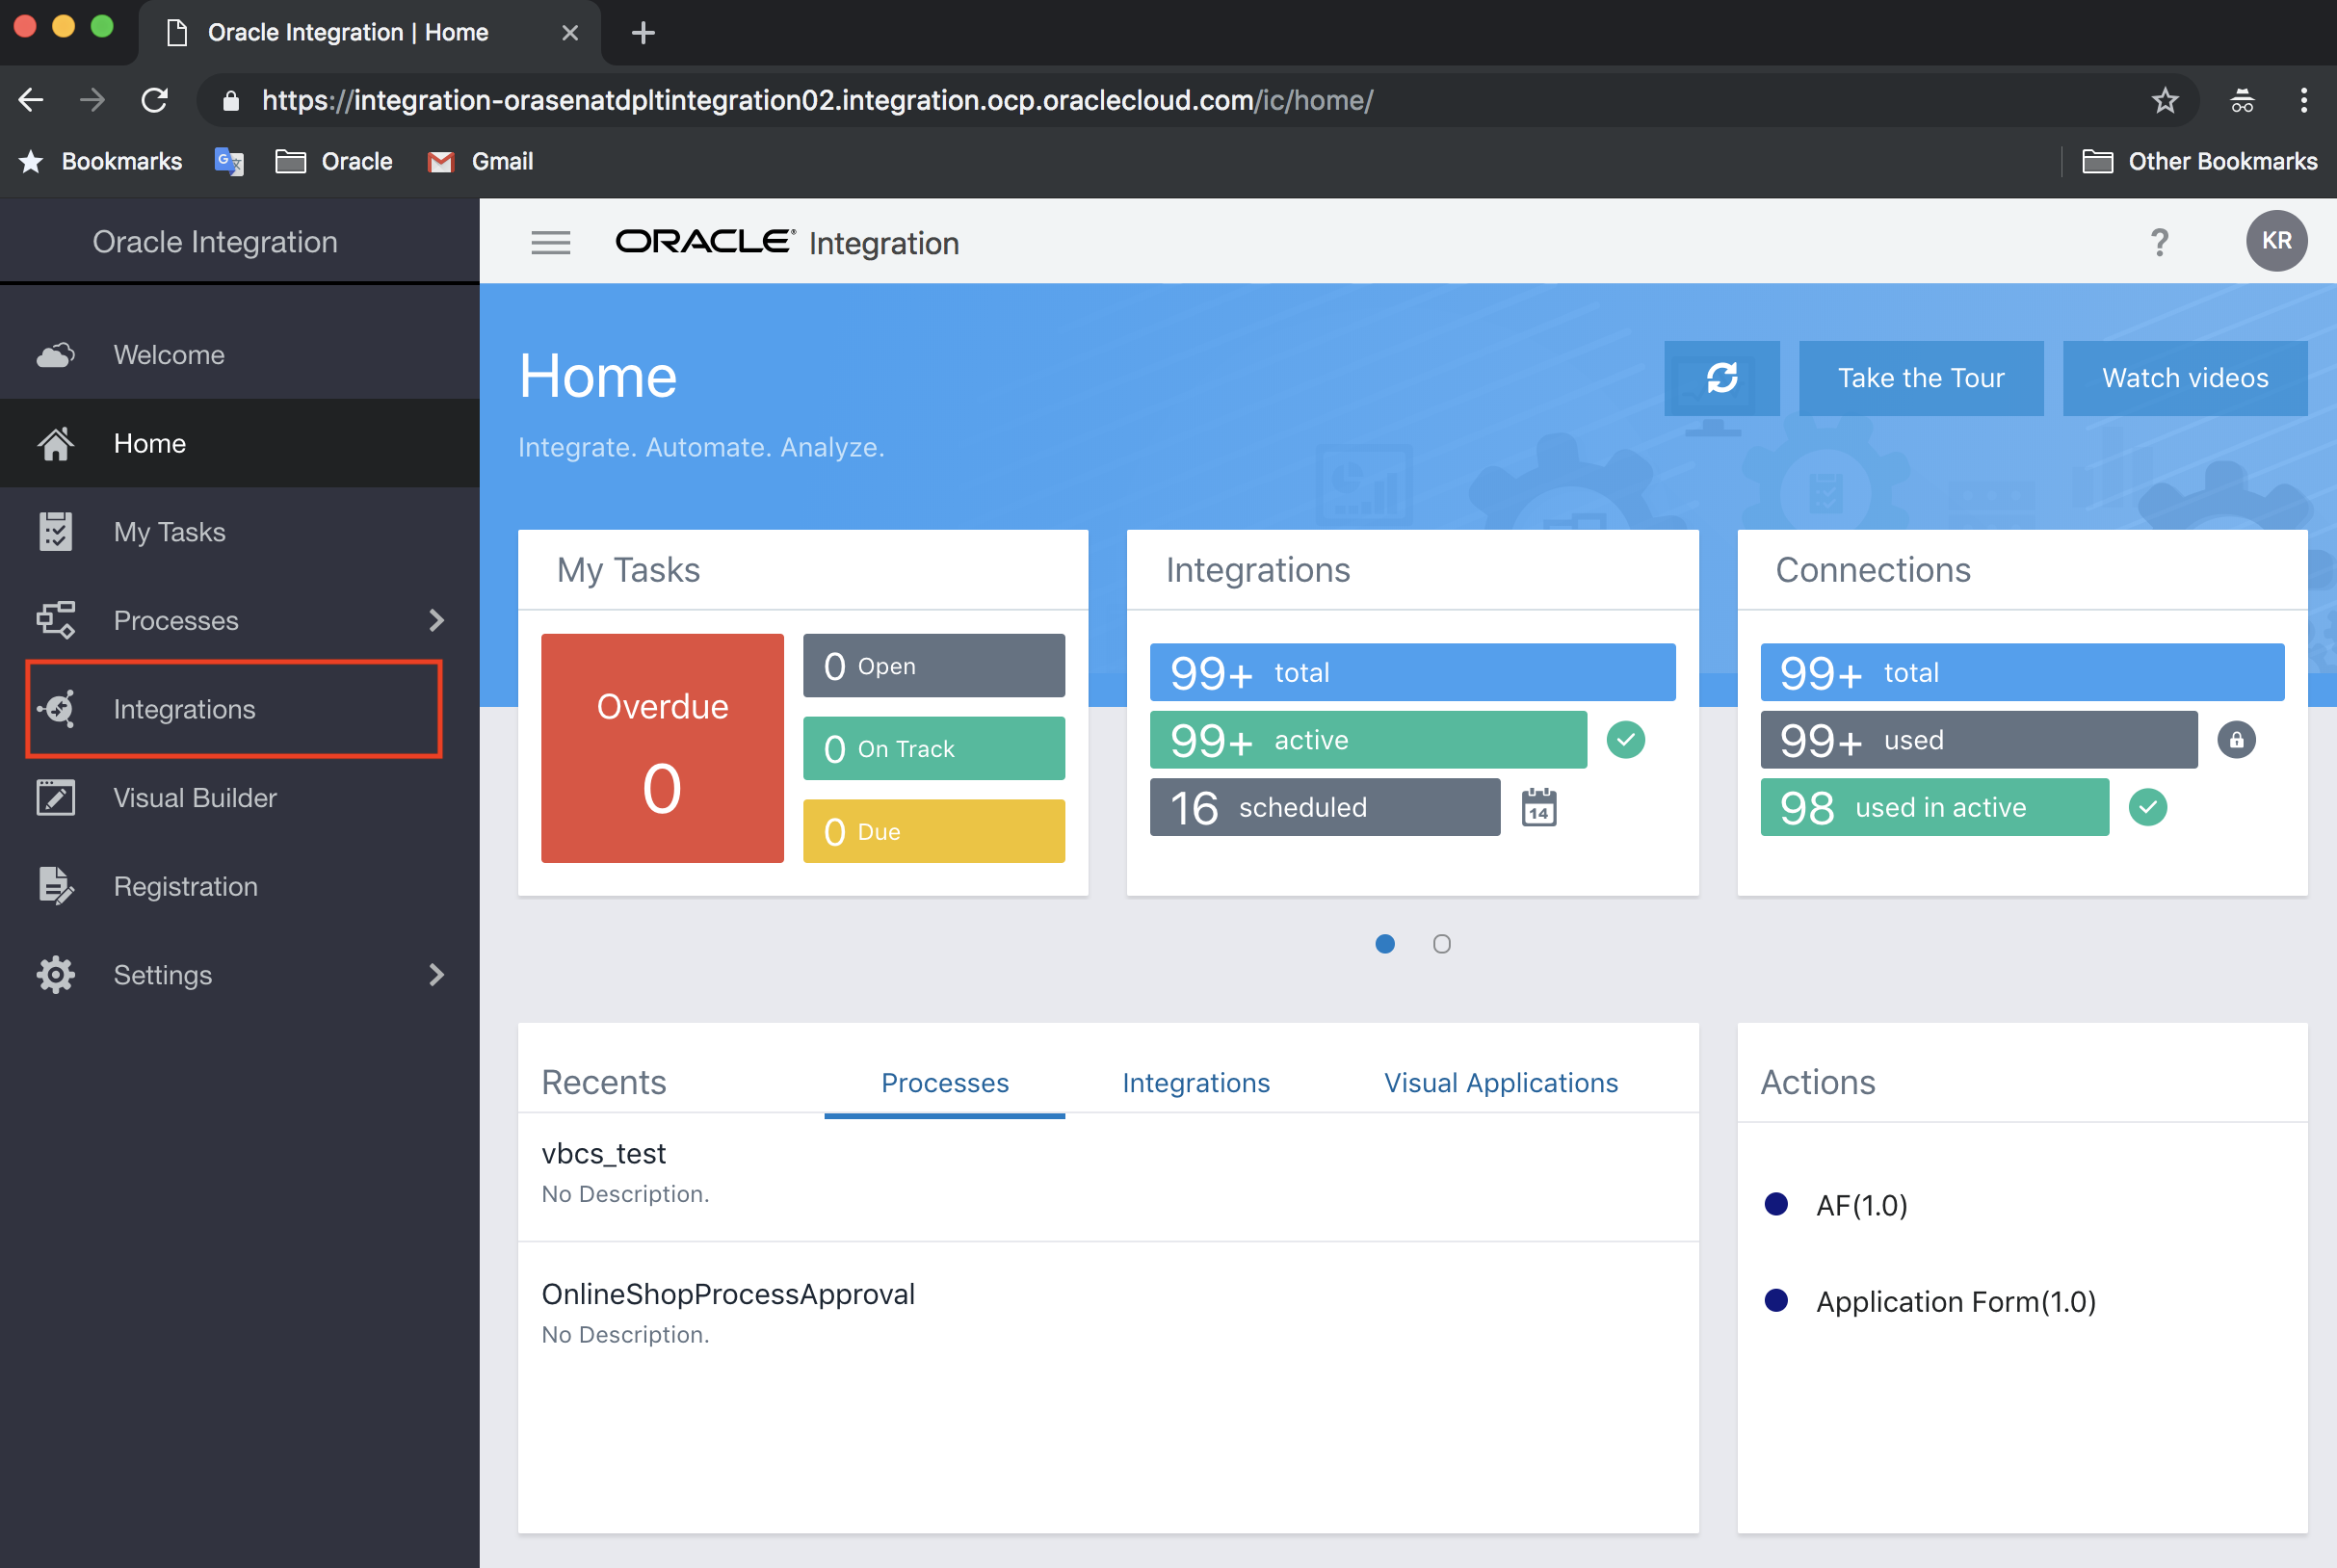 Oracle Integration | Home
https://integration-orasenatdpltintegration02.integration.ocp.oraclecloud.com/ic/home/
Bookmarks
Oracle
Gmail
Other Bookmarks
Oracle Integration
ORACLE® Integration
?
KR
Welcome
Home
My Tasks
Processes
Integrations
Visual Builder
Registration
Settings
Home
Integrate. Automate. Analyze.
Take the Tour
Watch videos
My Tasks
Overdue
0
0 Open
0 On Track
0 Due
Integrations
99+ total
99+ active
16 scheduled
14
Connections
99+ total
99+ used
98 used in active
Recents
Processes
Integrations
Visual Applications
vbcs_test
No Description.
OnlineShopProcessApproval
No Description.
Actions
AF(1.0)
Application Form(1.0)